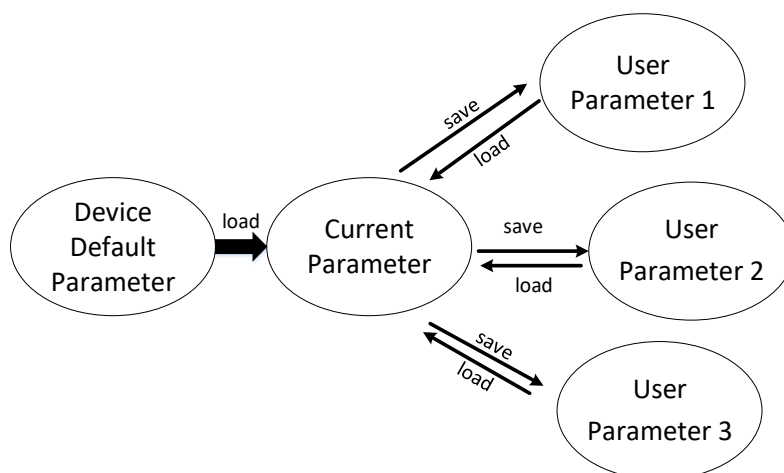 Device
Default
Parameter
load
Current
Parameter
save
load
User
Parameter 1
save
load
User
Parameter 2
save
load
User
Parameter 3